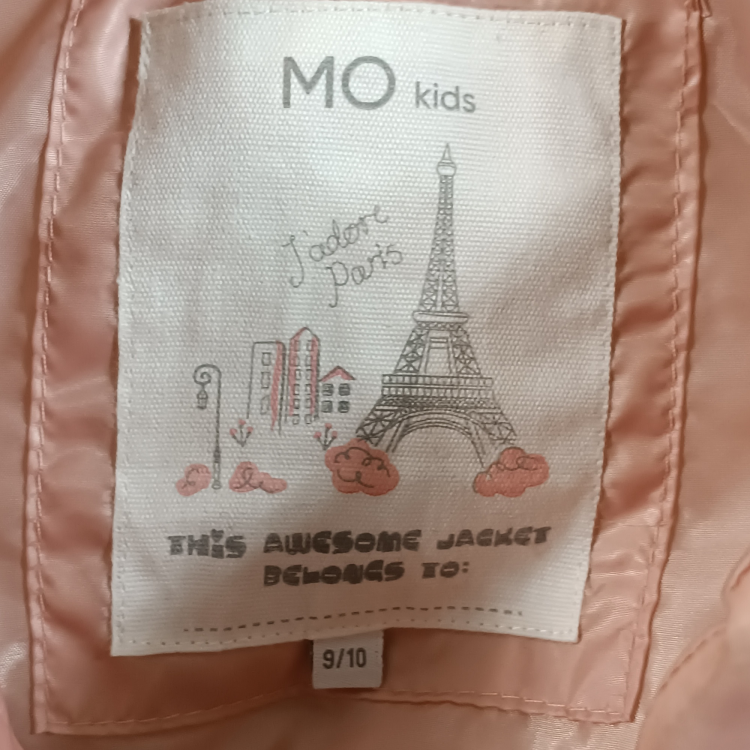 MO kids
J'adore
Paris
THIS AWESOME JACKET
BELONGS TO:
9/10